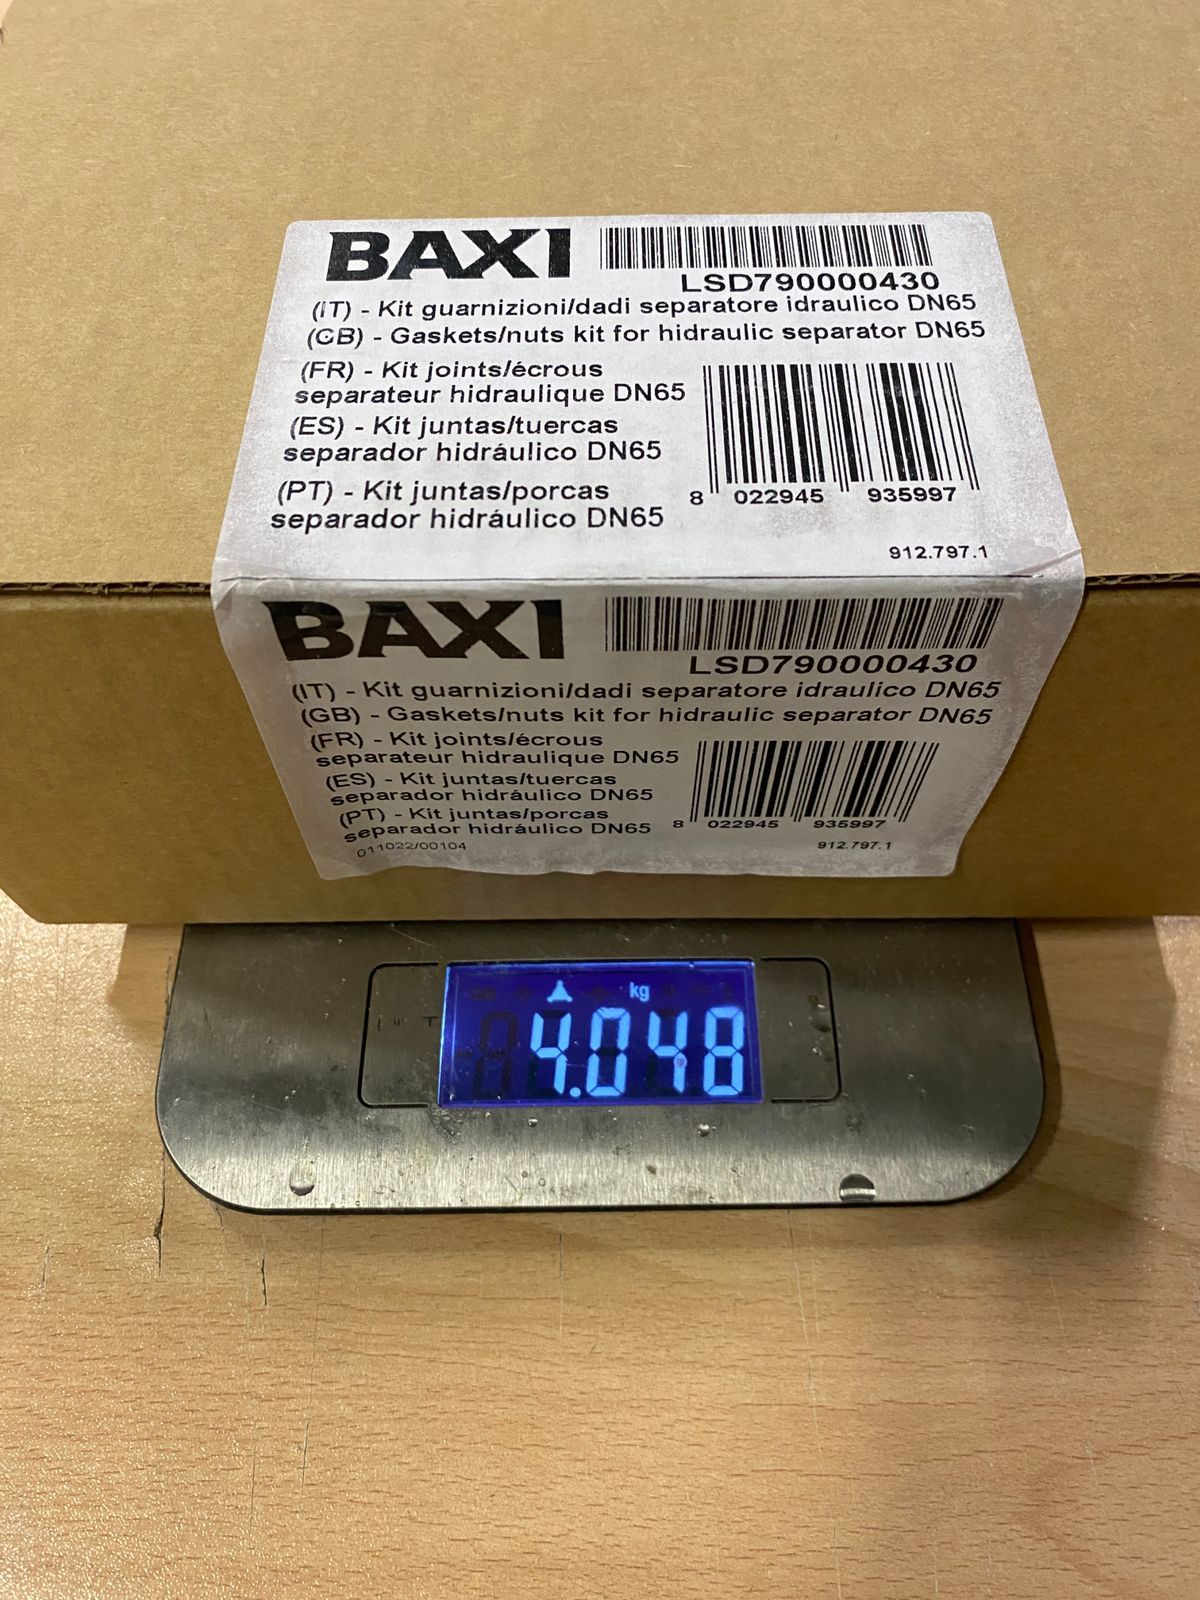 BAXI
LSD790000430
(IT) - Kit guarnizioni/dadi separatore idraulico DN65
(GB) - Gaskets/nuts kit for hidraulic separator DN65
(FR) - Kit joints/écrous
separateur hidraulique DN65
(ES) - Kit juntas/tuercas
separador hidráulico DN65
(PT) - Kit juntas/porcas
separador hidráulico DN65
8 022945 935997
912.797.1
BAXI
LSD790000430
(IT) - Kit guarnizioni/dadi separatore idraulico DN65
(GB) - Gaskets/nuts kit for hidraulic separator DN65
(FR) - Kit joints/écrous
separateur hidraulique DN65
(ES) - Kit juntas/tuercas
separador hidráulico DN65
(PT) - Kit juntas/porcas
separador hidráulico DN65
8 022945 935997
011022/00104
912.797.1
kg
4.048